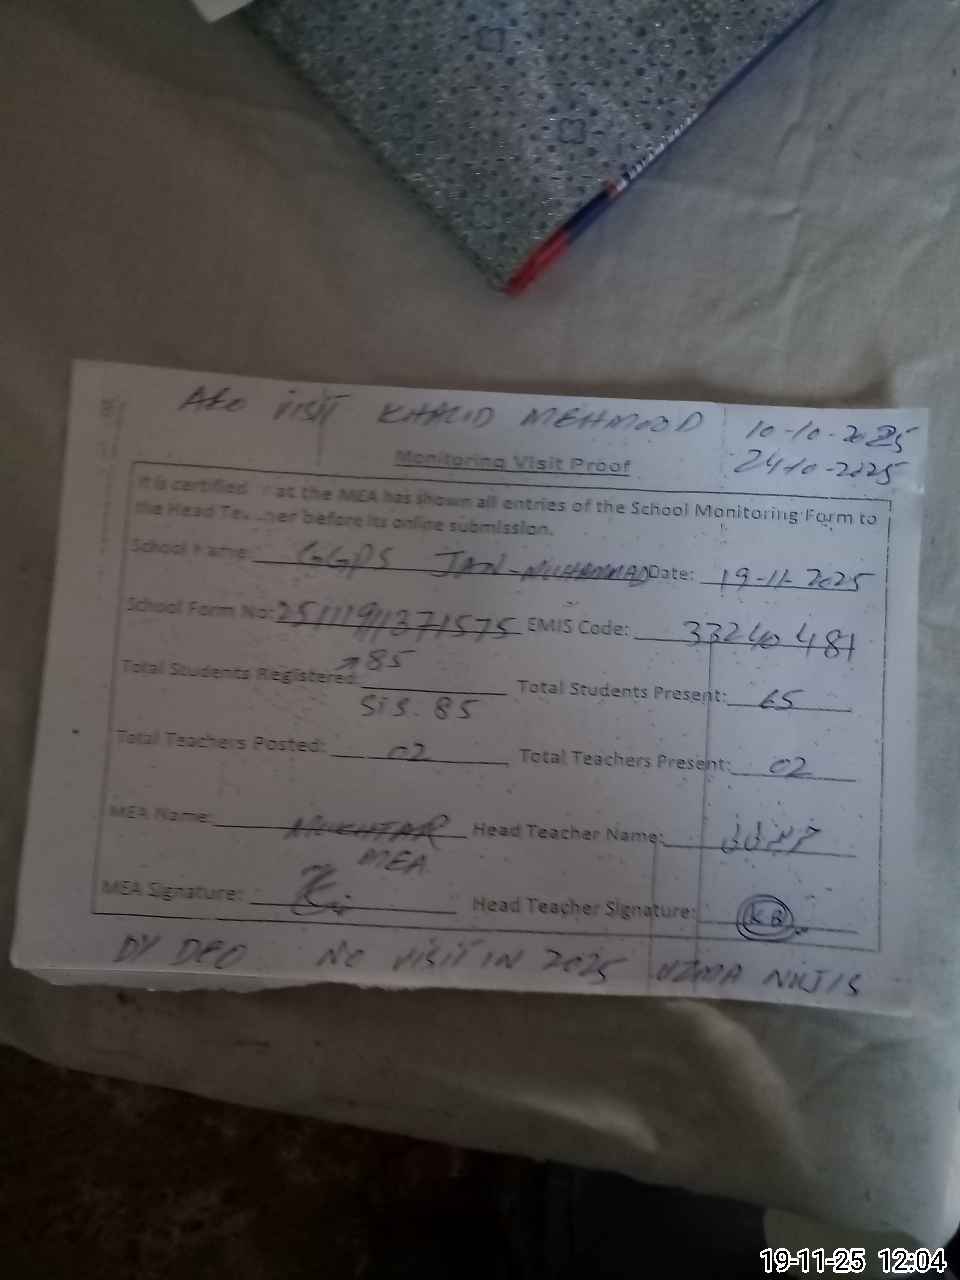 AEO visit KHALID MEHMOOD 10-10-2025
24-10-2025
Monitoring Visit Proof
It is certified that the MEA has shown all entries of the School Monitoring Form to
the Head Teacher before its online submission.
School Name: GGPS JAN-MUHAMMAD Date: 19-11-2025
School Form No: EMIS Code: 33240481
Total Students Registered: 85 Total Students Present: 65
SIS. 85
Total Teachers Posted: 02 Total Teachers Present: 02
MEA Name: MUKHTAR Head Teacher Name:
MEA
MEA Signature: Head Teacher Signature: KB
DY DEO NO VISIT IN 2025 UZMA
19-11-25 12:04